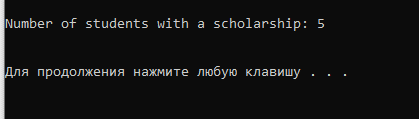 Number of students with a scholarship: 5
Для продолжения нажмите любую клавишу . . .